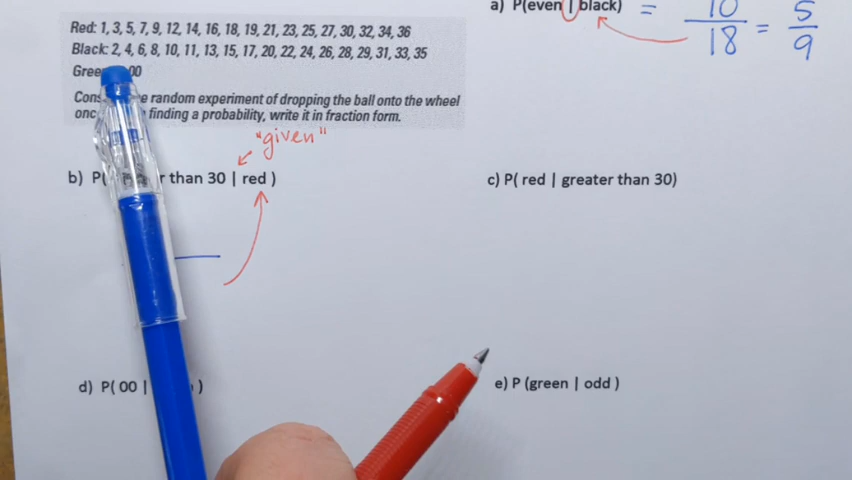 a) P(even | black) = 10/18 = 5/9
Red: 1, 3, 5, 7, 9, 12, 14, 16, 18, 19, 21, 23, 25, 27, 30, 32, 34, 36
Black: 2, 4, 6, 8, 10, 11, 13, 15, 17, 20, 22, 24, 26, 28, 29, 31, 33, 35
00
random experiment of dropping the ball onto the wheel
finding a probability, write it in fraction form.
"given"
b) P( than 30 | red )
c) P( red | greater than 30)
d) P( 00 | )
e) P (green | odd )